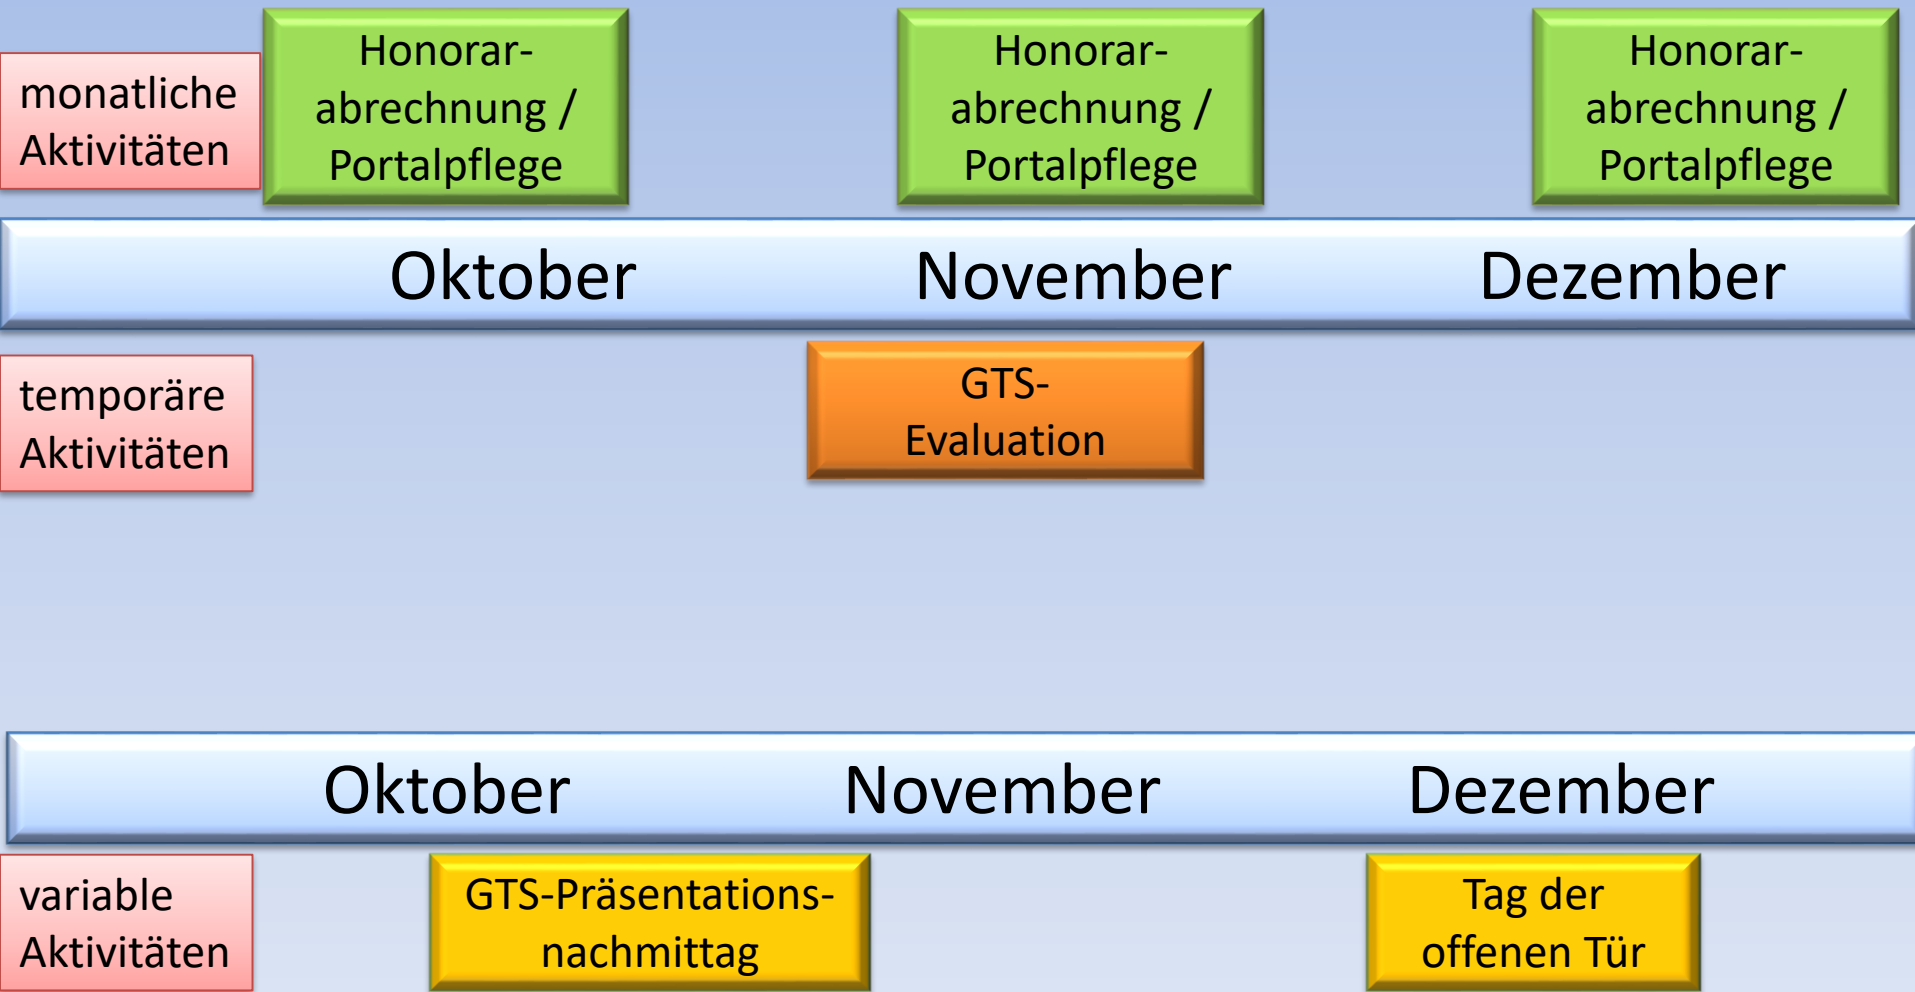 monatliche
Aktivitäten
Honorar-
abrechnung /
Portalpflege
Honorar-
abrechnung /
Portalpflege
Honorar-
abrechnung /
Portalpflege
Oktober November Dezember
temporäre
Aktivitäten
GTS-
Evaluation
Oktober November Dezember
variable
Aktivitäten
GTS-Präsentations-
nachmittag
Tag der
offenen Tür